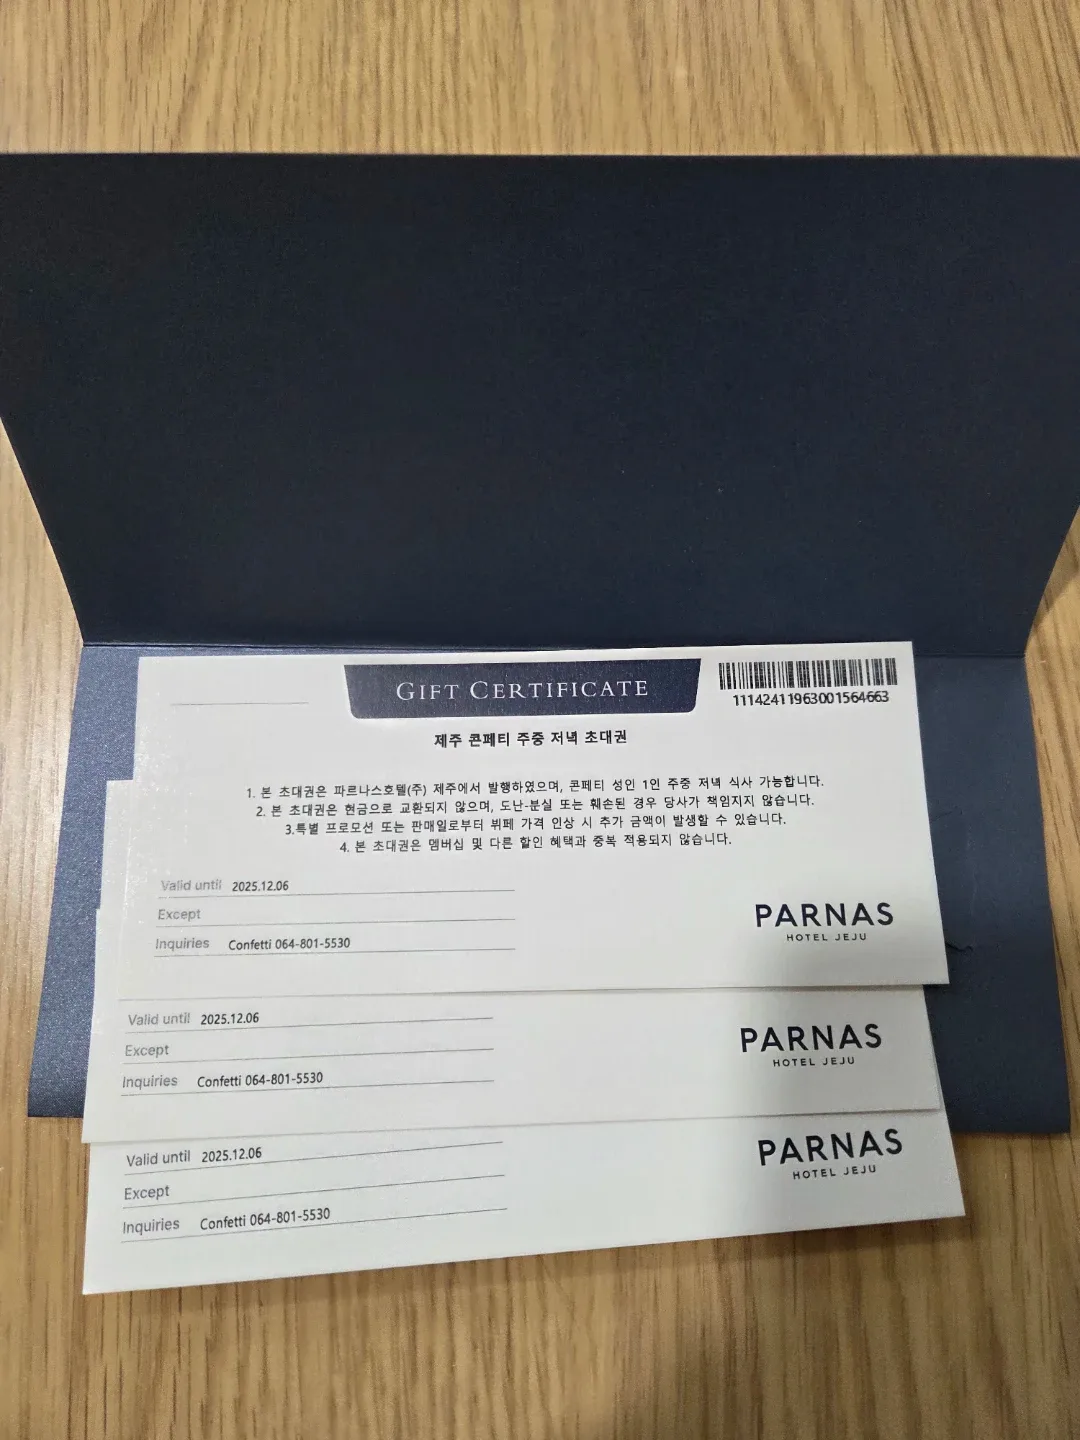 GIFT CERTIFICATE
11142411963001564663
제주 콘페티 주중 저녁 초대권
1. 본 초대권은 파르나스호텔(주) 제주에서 발행하였으며, 콘페티 성인 1인 주중 저녁 식사 가능합니다.
2. 본 초대권은 현금으로 교환되지 않으며, 도난·분실 또는 훼손된 경우 당사가 책임지지 않습니다.
3.특별 프로모션 또는 판매일로부터 뷔페 가격 인상 시 추가 금액이 발생할 수 있습니다.
4. 본 초대권은 멤버십 및 다른 할인 혜택과 중복 적용되지 않습니다.
Valid until 2025.12.06
Except
Inquiries Confetti 064-801-5530
PARNAS
HOTEL JEJU
Valid until 2025.12.06
Except
Inquiries Confetti 064-801-5530
PARNAS
HOTEL JEJU
Valid until 2025.12.06
Except
Inquiries Confetti 064-801-5530
PARNAS
HOTEL JEJU